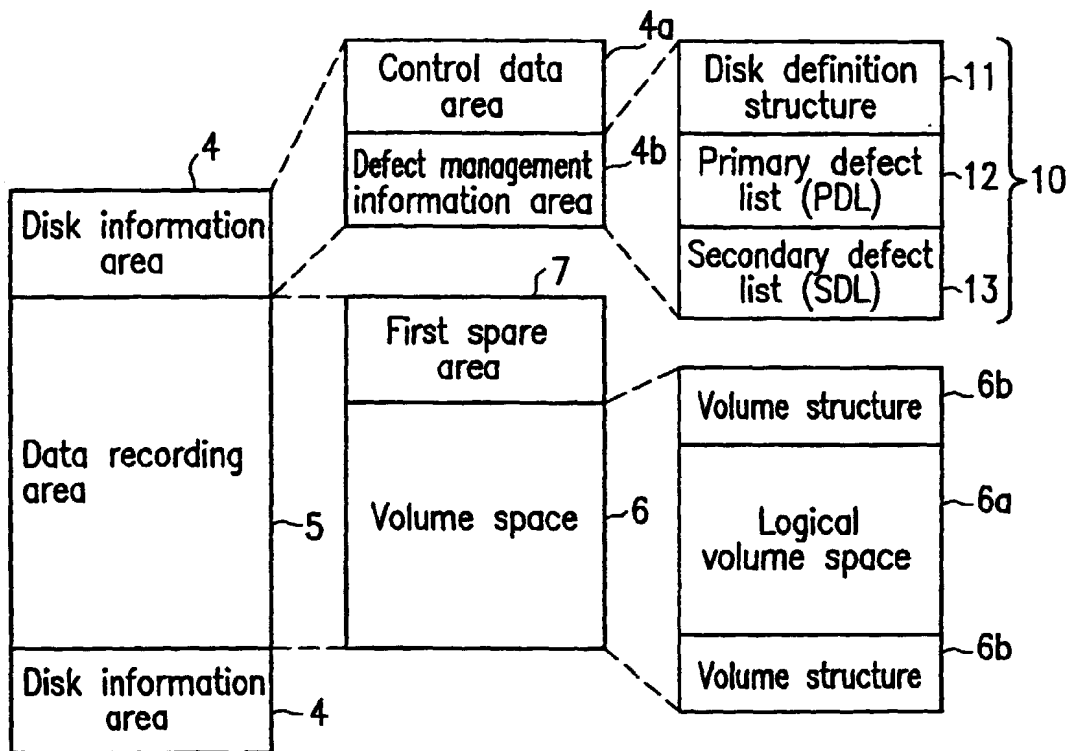 4
Disk information
area
Data recording
area
5
Disk information
area
4
4a
Control data
area
4b
Defect management
information area
7
First spare
area
Volume space
6
Disk definition
structure
11
Primary defect
list (PDL)
12
10
Secondary defect
list (SDL)
13
6b
Volume structure
6a
Logical
volume space
6b
Volume structure